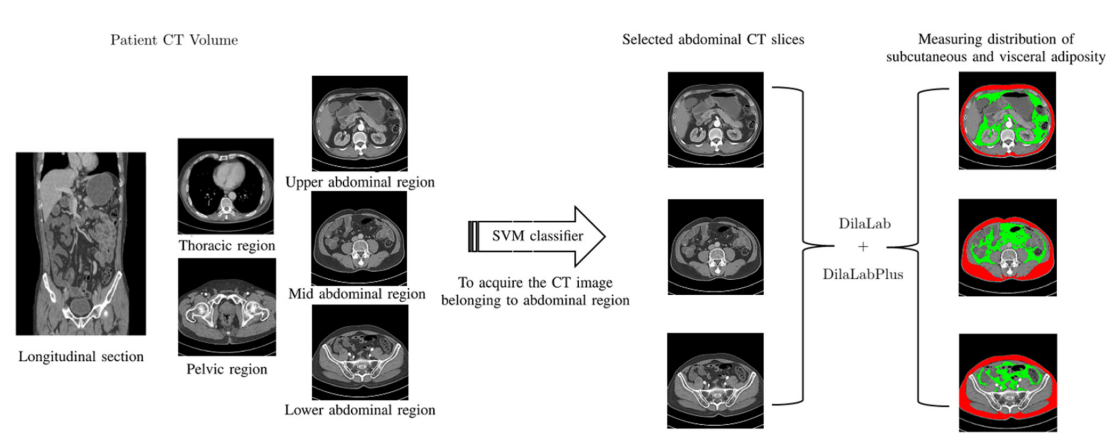 Patient CT Volume
Longitudinal section
Thoracic region
Pelvic region
Upper abdominal region
Mid abdominal region
Lower abdominal region
SVM classifier
To acquire the CT image
belonging to abdominal region
Selected abdominal CT slices
DilaLab
+
DilaLabPlus
Measuring distribution of
subcutaneous and visceral adiposity